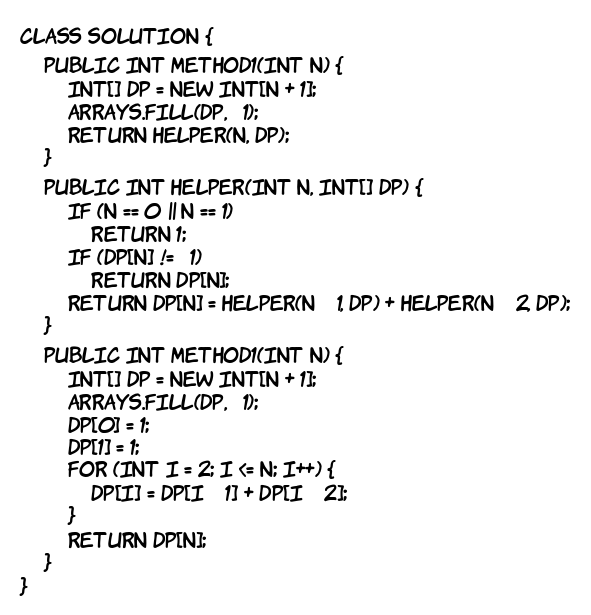 CLASS SOLUTION {
PUBLIC INT METHOD1(INT N) {
INT[] DP = NEW INT[N + 1];
ARRAYS.FILL(DP,  1);
RETURN HELPER(N, DP);
}
PUBLIC INT HELPER(INT N, INT[] DP) {
IF (N == 0 || N == 1)
RETURN 1;
IF (DP[N] !=  1)
RETURN DP[N];
RETURN DP[N] = HELPER(N  1, DP) + HELPER(N  2, DP);
}
PUBLIC INT METHOD1(INT N) {
INT[] DP = NEW INT[N + 1];
ARRAYS.FILL(DP,  1);
DP[0] = 1;
DP[1] = 1;
FOR (INT I = 2; I <= N; I++) {
DP[I] = DP[I  1] + DP[I  2];
}
RETURN DP[N];
}
}